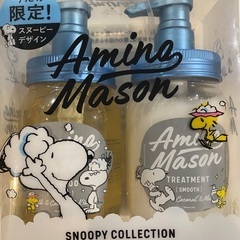 限定!
スヌーピー
デザイン
Amino
Mason
Amino
Mason
TREATMENT
[SMOOTH]
SNOOPY COLLECTION